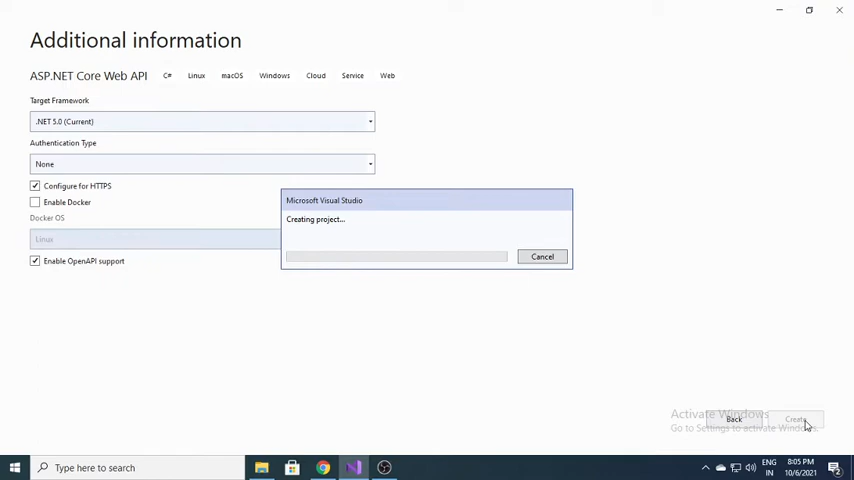 Additional information
ASP.NET Core Web API C# Linux macOS Windows Cloud Service Web
Target Framework
.NET 5.0 (Current)
Authentication Type
None
Configure for HTTPS
Enable Docker
Docker OS
Linux
Enable OpenAPI support
Microsoft Visual Studio
Creating project...
Cancel
Back Create
Activate Windows
Go to Settings to activate Windows.
Type here to search
ENG 8:05 PM
IN 10/6/2021
2